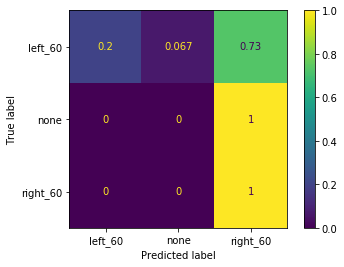 1.0
left_60 0.2 0.067 0.73
0.8
0.6
True label
none 0 0 1
0.4
0.2
right_60 0 0 1
0.0
left_60 none right_60
Predicted label